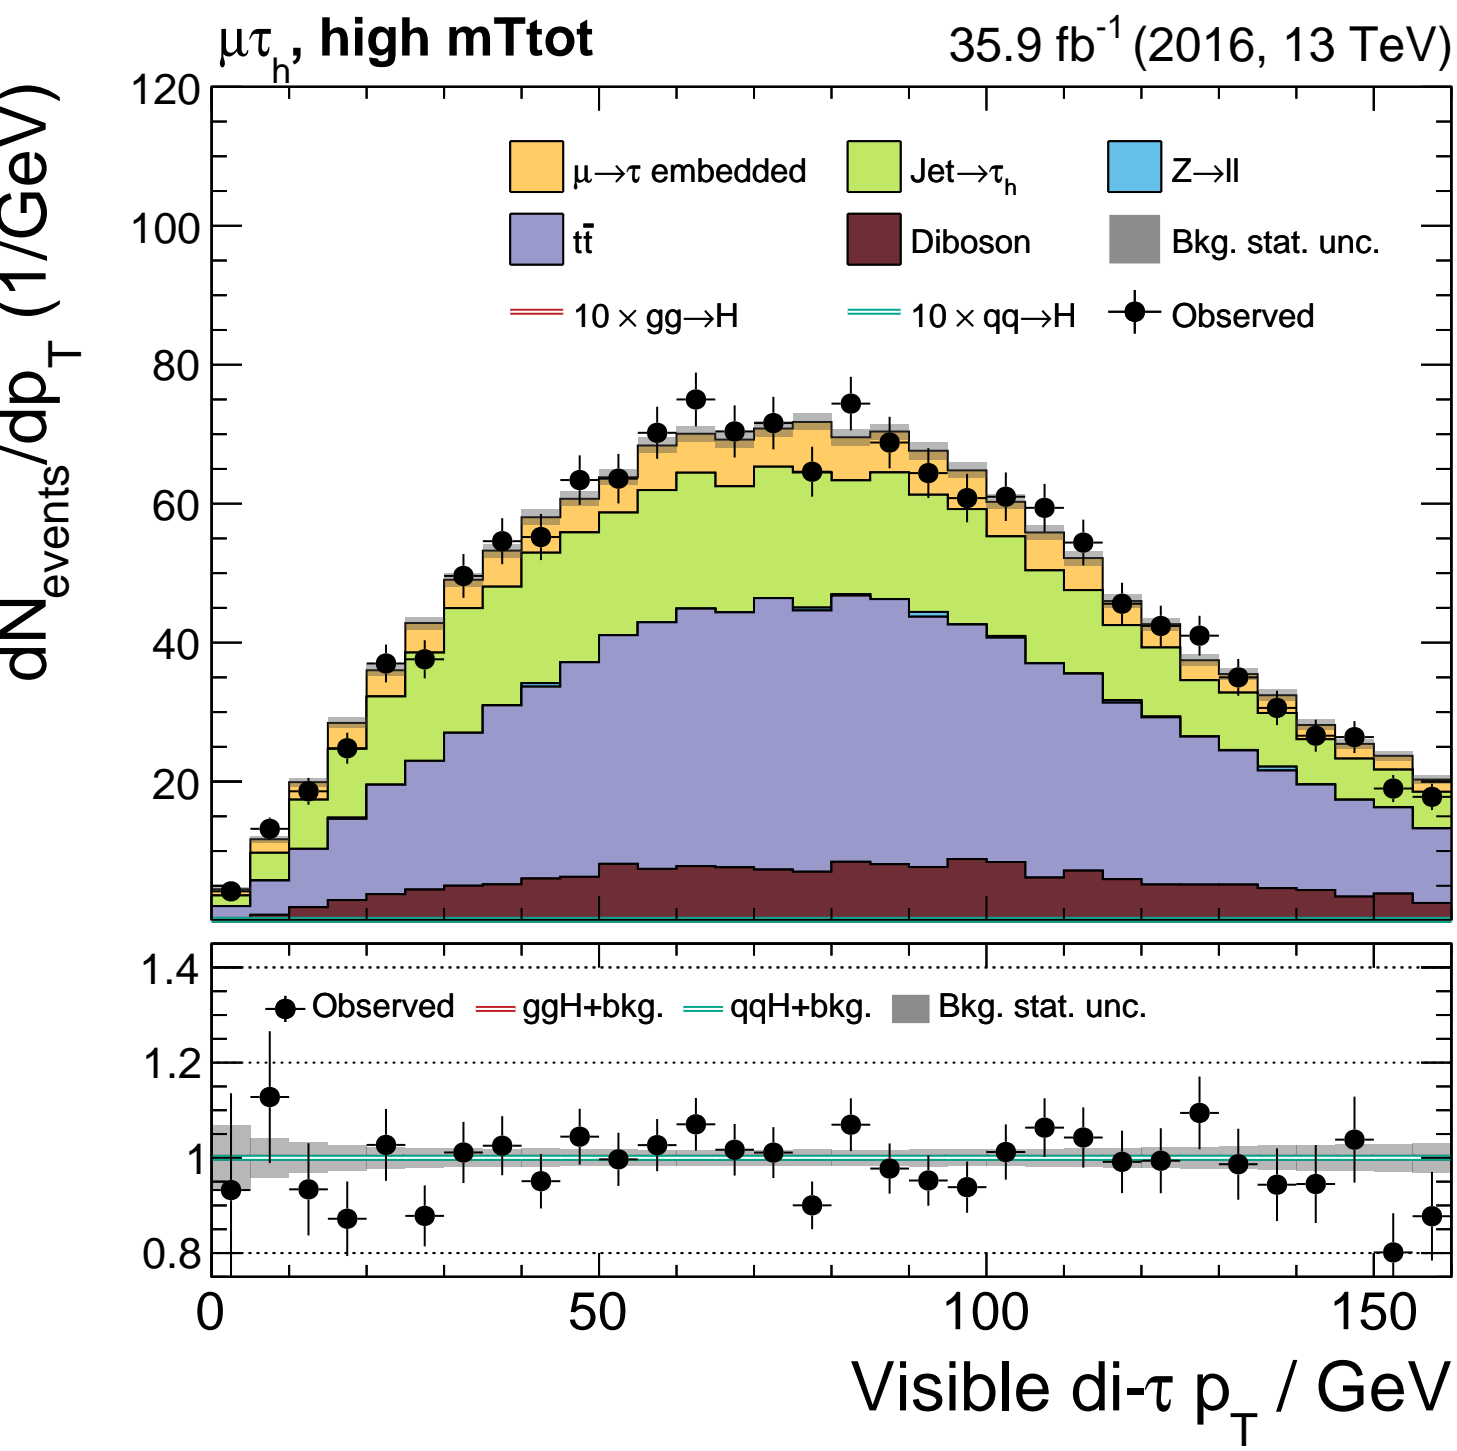 μτh, high mTtot
35.9 fb-1 (2016, 13 TeV)
dNevents/dpT (1/GeV)
120
100
80
60
40
20
μ→τ embedded
Jet→τh
Z→ll
tt̄
Diboson
Bkg. stat. unc.
10 × gg→H
10 × qq→H
Observed
1.4
1.2
1
0.8
Observed
ggH+bkg.
qqH+bkg.
Bkg. stat. unc.
0
50
100
150
Visible di-τ pT / GeV